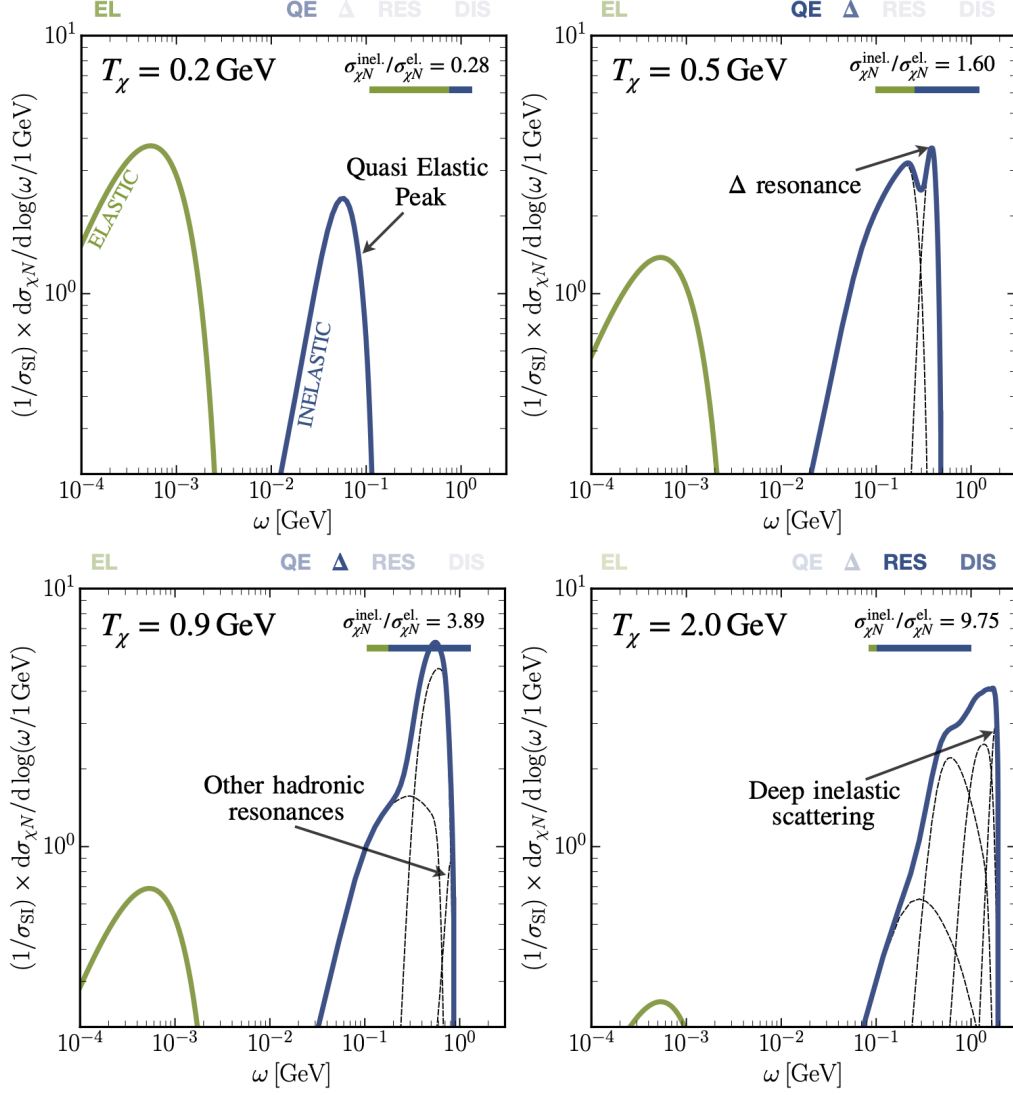 EL QE Δ RES DIS
T_χ = 0.2 GeV
σ_χN^inel./σ_χN^el. = 0.28
Quasi Elastic
Peak
ELASTIC
INELASTIC
(1/σ_SI) × dσ_χN/d log(ω/1 GeV)
10^1
10^0
10^−4 10^−3 10^−2 10^−1 10^0
ω [GeV]
EL QE Δ RES DIS
T_χ = 0.5 GeV
σ_χN^inel./σ_χN^el. = 1.60
Δ resonance
(1/σ_SI) × dσ_χN/d log(ω/1 GeV)
10^1
10^0
10^−4 10^−3 10^−2 10^−1 10^0
ω [GeV]
EL QE Δ RES DIS
T_χ = 0.9 GeV
σ_χN^inel./σ_χN^el. = 3.89
Other hadronic
resonances
(1/σ_SI) × dσ_χN/d log(ω/1 GeV)
10^1
10^0
10^−4 10^−3 10^−2 10^−1 10^0
ω [GeV]
EL QE Δ RES DIS
T_χ = 2.0 GeV
σ_χN^inel./σ_χN^el. = 9.75
Deep inelastic
scattering
(1/σ_SI) × dσ_χN/d log(ω/1 GeV)
10^1
10^0
10^−4 10^−3 10^−2 10^−1 10^0
ω [GeV]